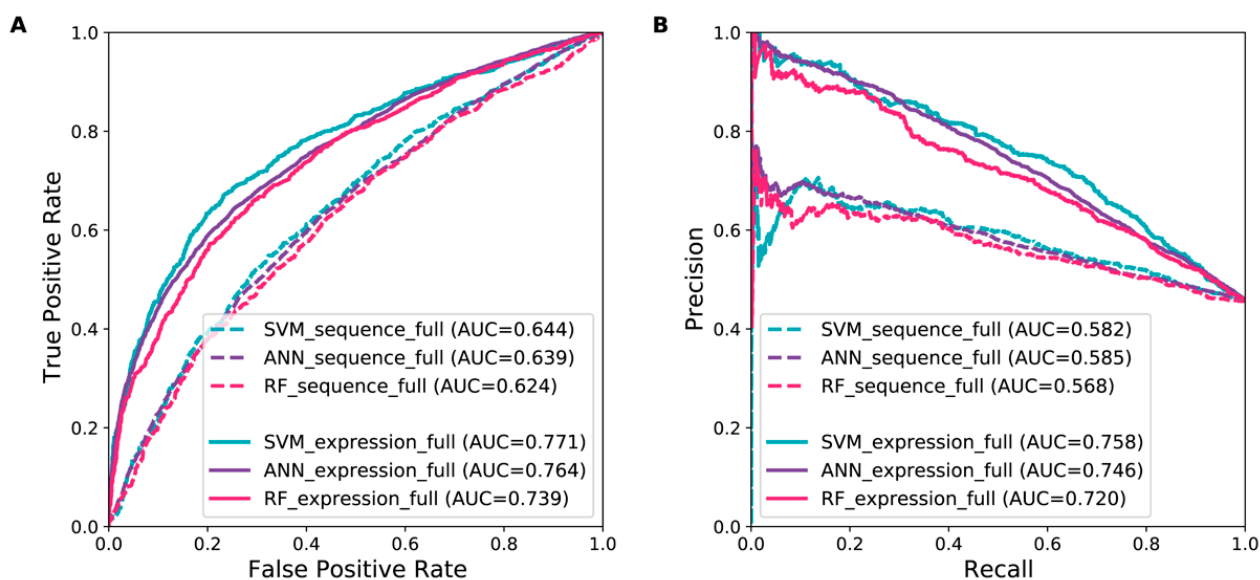 A
True Positive Rate
1.0
0.8
0.6
0.4
0.2
0.0
SVM_sequence_full (AUC=0.644)
ANN_sequence_full (AUC=0.639)
RF_sequence_full (AUC=0.624)
SVM_expression_full (AUC=0.771)
ANN_expression_full (AUC=0.764)
RF_expression_full (AUC=0.739)
0.0 0.2 0.4 0.6 0.8 1.0
False Positive Rate
B
Precision
1.0
0.8
0.6
0.4
0.2
0.0
SVM_sequence_full (AUC=0.582)
ANN_sequence_full (AUC=0.585)
RF_sequence_full (AUC=0.568)
SVM_expression_full (AUC=0.758)
ANN_expression_full (AUC=0.746)
RF_expression_full (AUC=0.720)
0.0 0.2 0.4 0.6 0.8 1.0
Recall